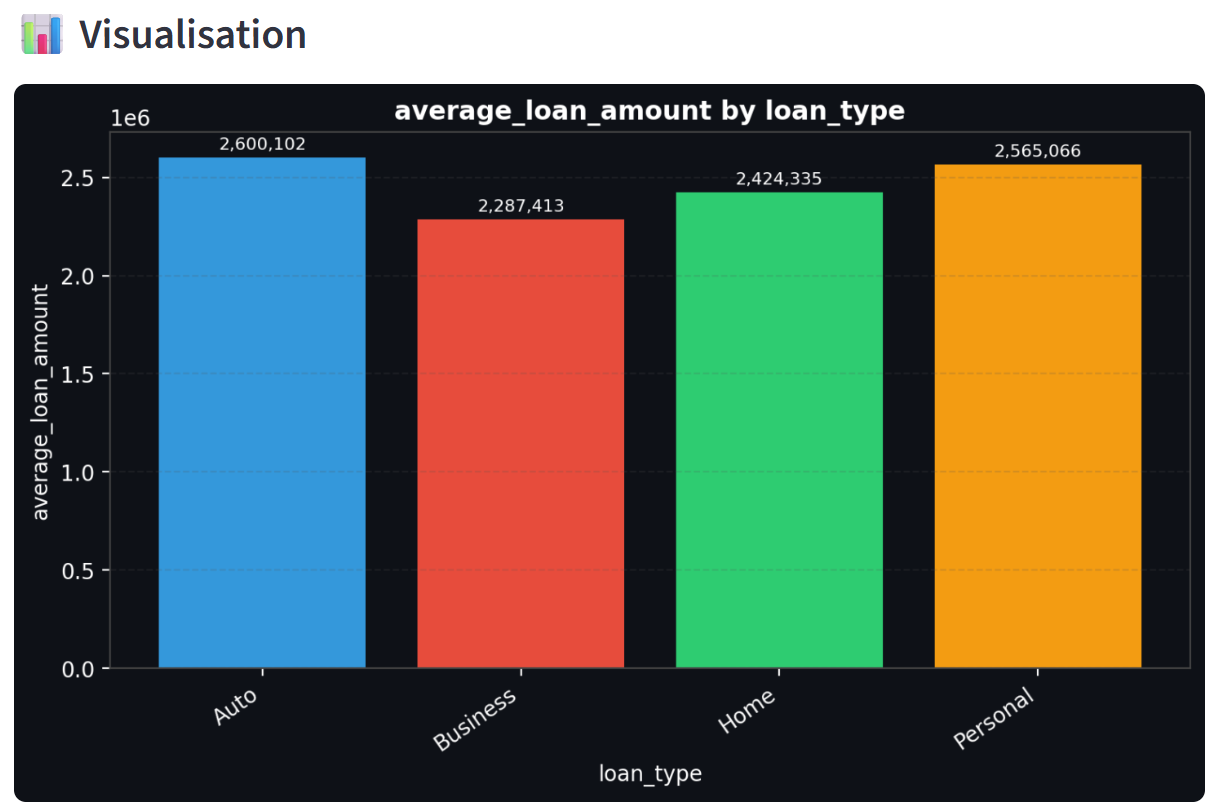 Visualisation
average_loan_amount by loan_type
1e6
2,600,102
2,287,413
2,424,335
2,565,066
2.5
2.0
1.5
1.0
0.5
0.0
average_loan_amount
Auto
Business
Home
Personal
loan_type